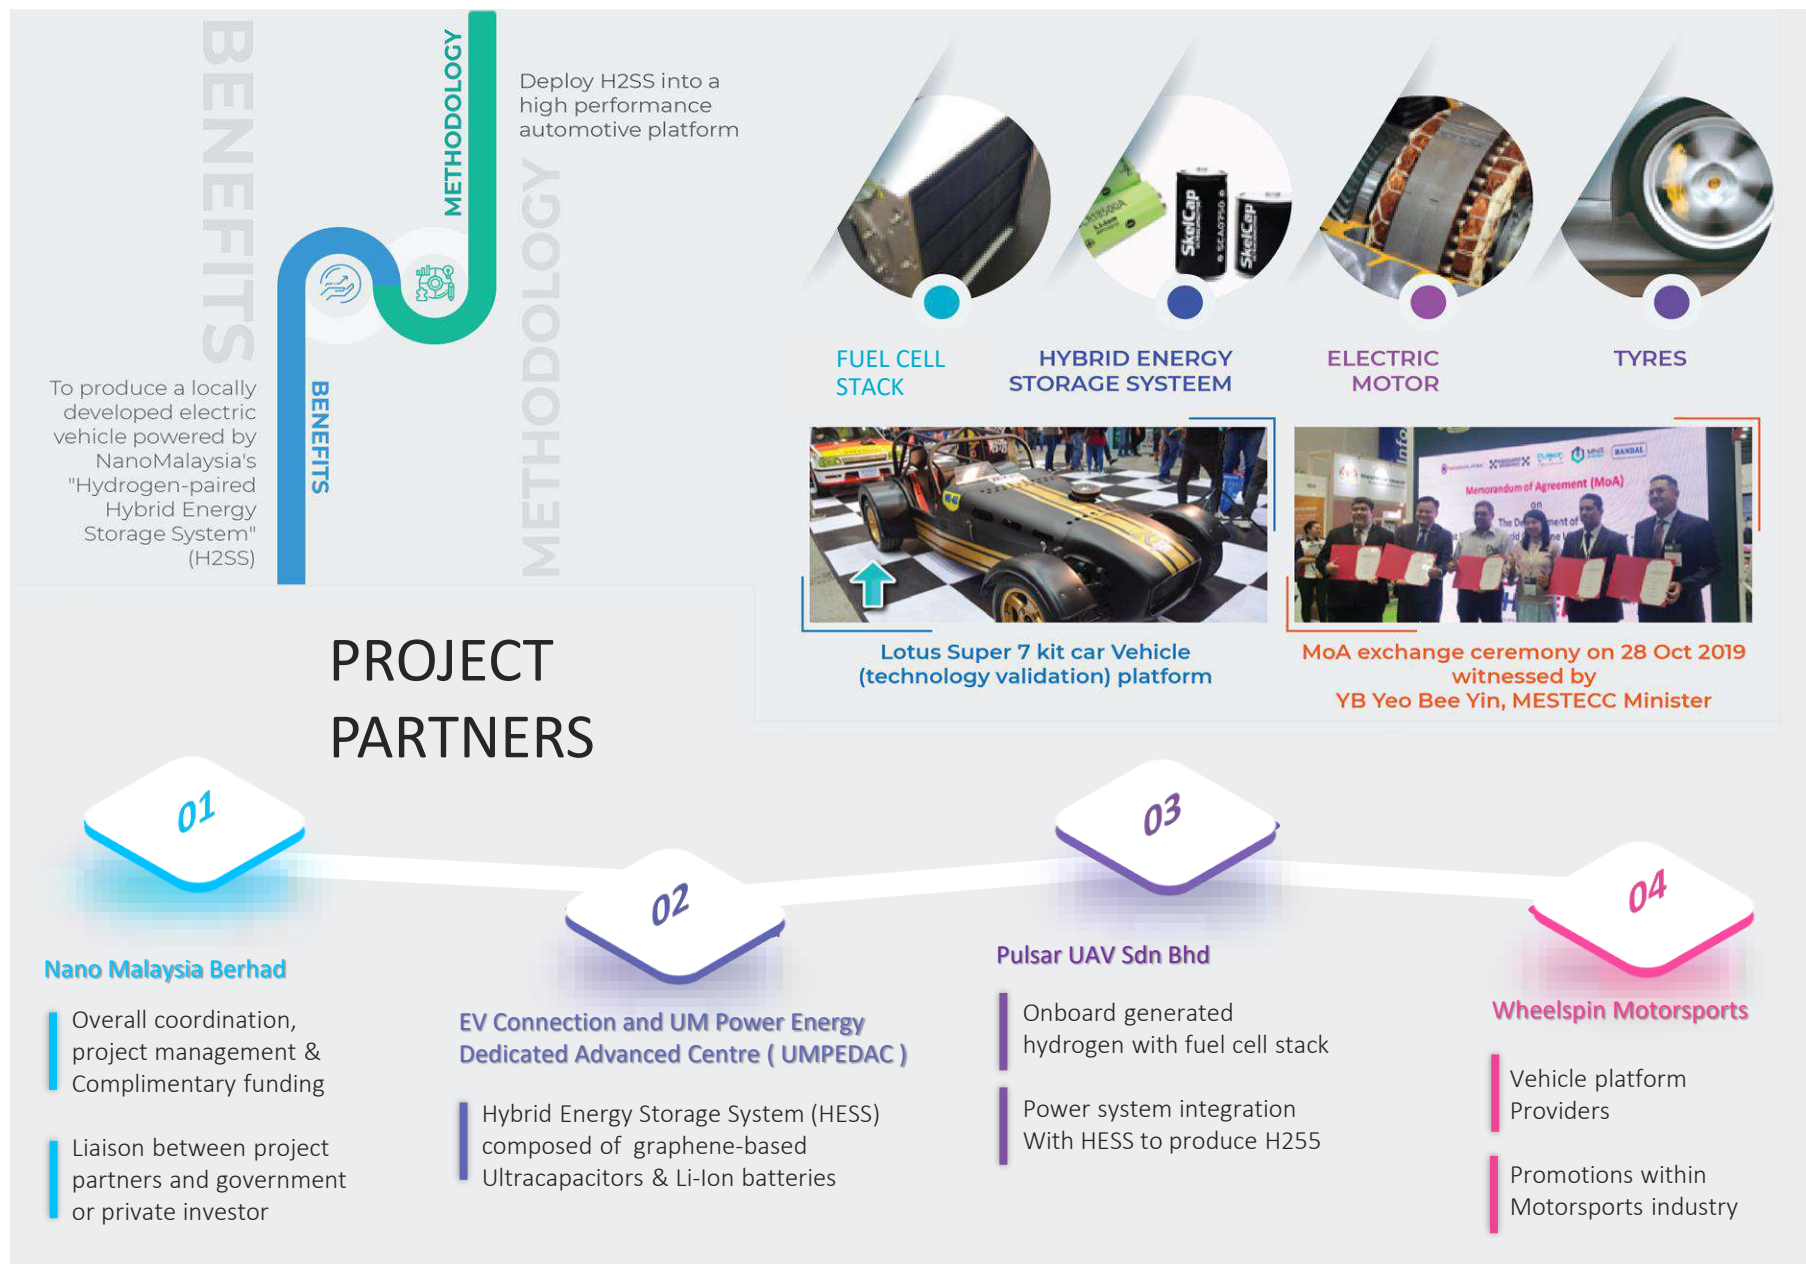 BENEFITS
METHODOLOGY
Deploy H2SS into a
high performance
automotive platform
METHODOLOGY
To produce a locally
developed electric
vehicle powered by
NanoMalaysia's
"Hydrogen-paired
Hybrid Energy
Storage System"
(H2SS)
BENEFITS
SkelCap
SCA0750
SkelCap
FUEL CELL
STACK
HYBRID ENERGY
STORAGE SYSTEEM
ELECTRIC
MOTOR
TYRES
info
MNR
HANDAL
Memorandum of Agreement (MoA)
on
Lotus Super 7 kit car Vehicle
(technology validation) platform
MoA exchange ceremony on 28 Oct 2019
witnessed by
YB Yeo Bee Yin, MESTECC Minister
PROJECT
PARTNERS
01
Nano Malaysia Berhad
Overall coordination,
project management &
Complimentary funding
Liaison between project
partners and government
or private investor
02
EV Connection and UM Power Energy
Dedicated Advanced Centre ( UMPEDAC )
Hybrid Energy Storage System (HESS)
composed of graphene-based
Ultracapacitors & Li-Ion batteries
03
Pulsar UAV Sdn Bhd
Onboard generated
hydrogen with fuel cell stack
Power system integration
With HESS to produce H255
04
Wheelspin Motorsports
Vehicle platform
Providers
Promotions within
Motorsports industry